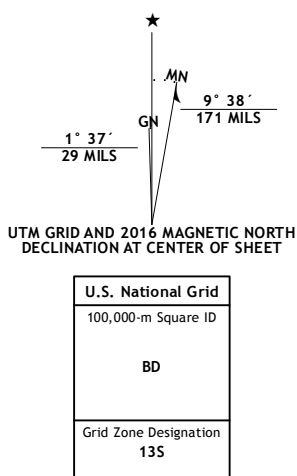 ★
MN
GN
9° 38´
171 MILS
1° 37´
29 MILS
UTM GRID AND 2016 MAGNETIC NORTH
DECLINATION AT CENTER OF SHEET
U.S. National Grid
100,000-m Square ID
BD
Grid Zone Designation
13S